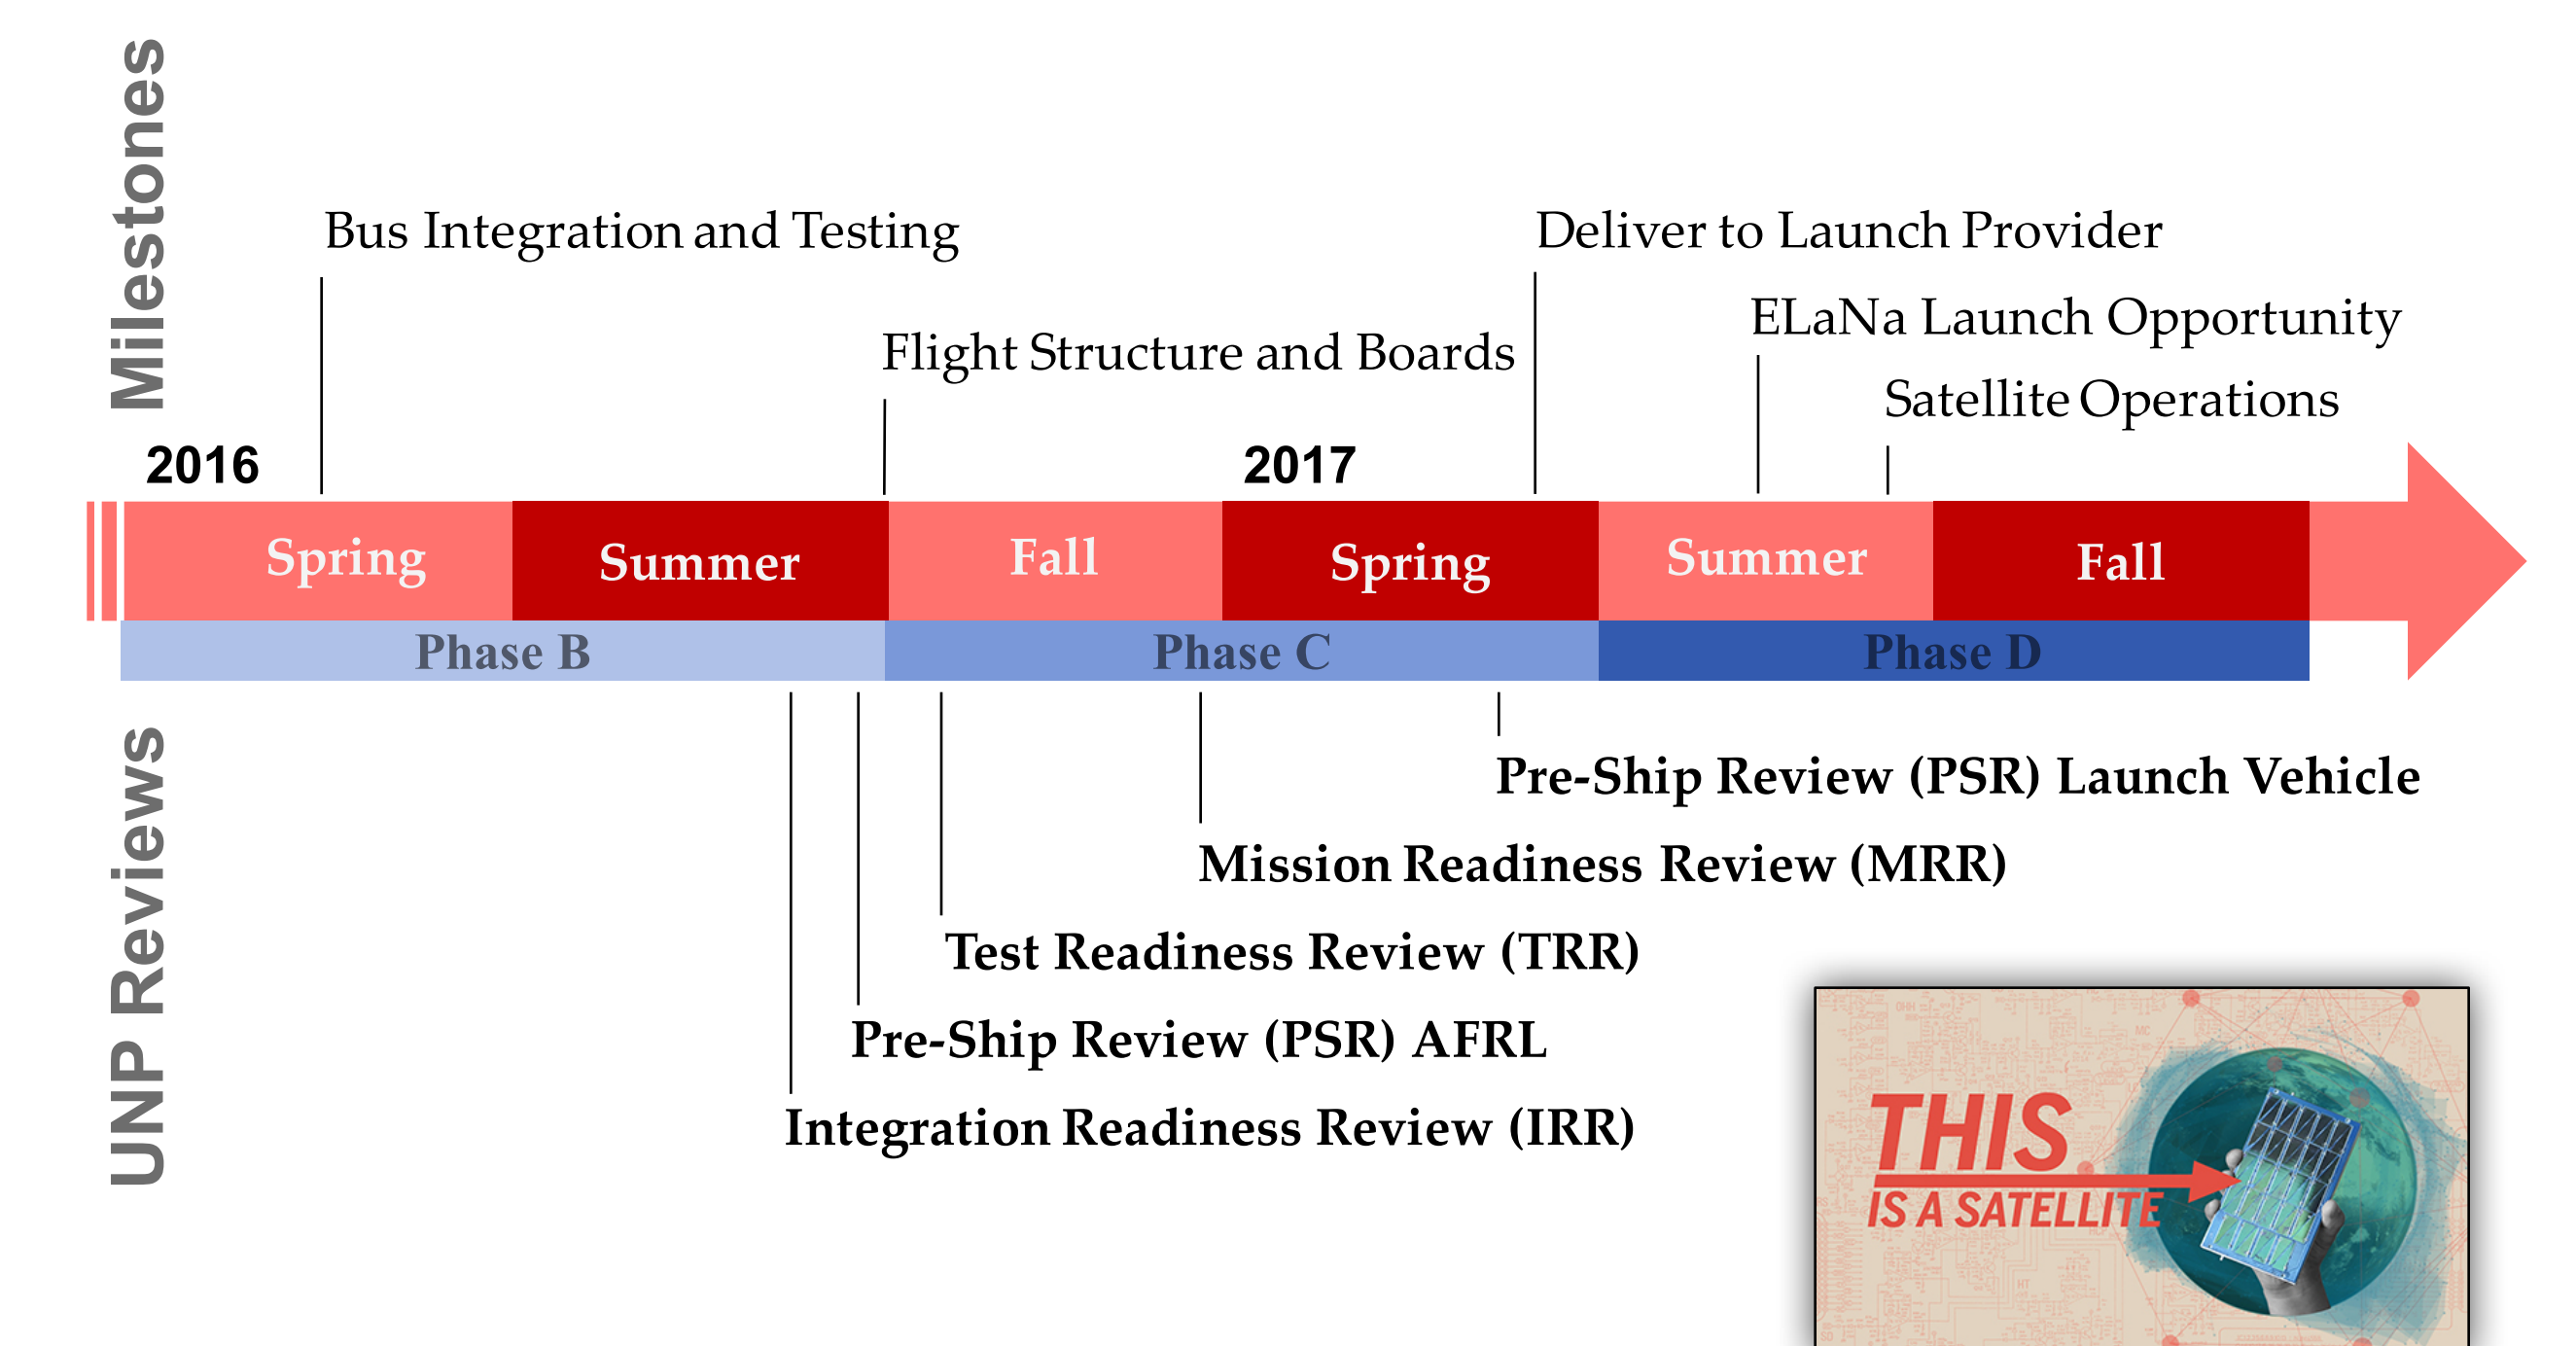 Milestones
Bus Integration and Testing
Deliver to Launch Provider
ELaNa Launch Opportunity
Flight Structure and Boards
Satellite Operations
2016
2017
Spring
Summer
Fall
Spring
Summer
Fall
Phase B
Phase C
Phase D
UNP Reviews
Pre-Ship Review (PSR) Launch Vehicle
Mission Readiness Review (MRR)
Test Readiness Review (TRR)
Pre-Ship Review (PSR) AFRL
Integration Readiness Review (IRR)
THIS
IS A SATELLITE